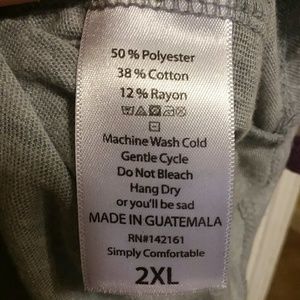 50% Polyester
38% Cotton
12% Rayon
Machine Wash Cold
Gentle Cycle
Do Not Bleach
Hang Dry
or you'll be sad
MADE IN GUATEMALA
RN#142161
Simply Comfortable
2XL